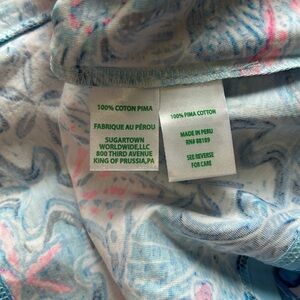 100% COTON PIMA
FABRIQUE AU PÉROU
SUGARTOWN
WORLDWIDE,LLC
800 THIRD AVENUE
KING OF PRUSSIA,PA
100% PIMA COTTON
MADE IN PERU
RN# 88189
SEE REVERSE
FOR CARE